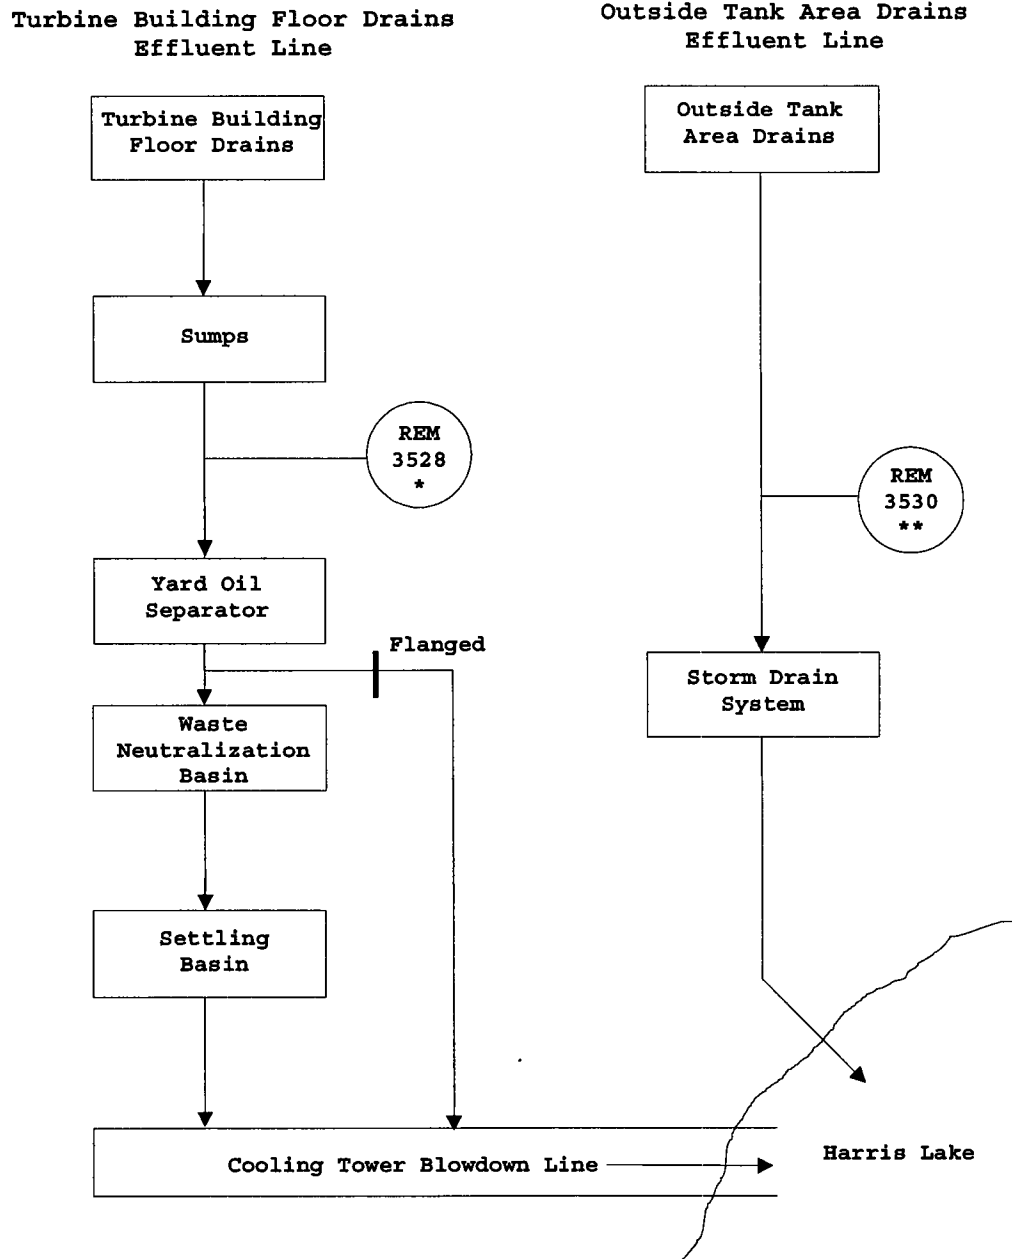 Turbine Building Floor Drains
Effluent Line
Outside Tank Area Drains
Effluent Line
Turbine Building
Floor Drains
Outside Tank
Area Drains
Sumps
REM
3528
*
REM
3530
**
Yard Oil
Separator
Flanged
Storm Drain
System
Waste
Neutralization
Basin
Settling
Basin
Cooling Tower Blowdown Line
Harris Lake